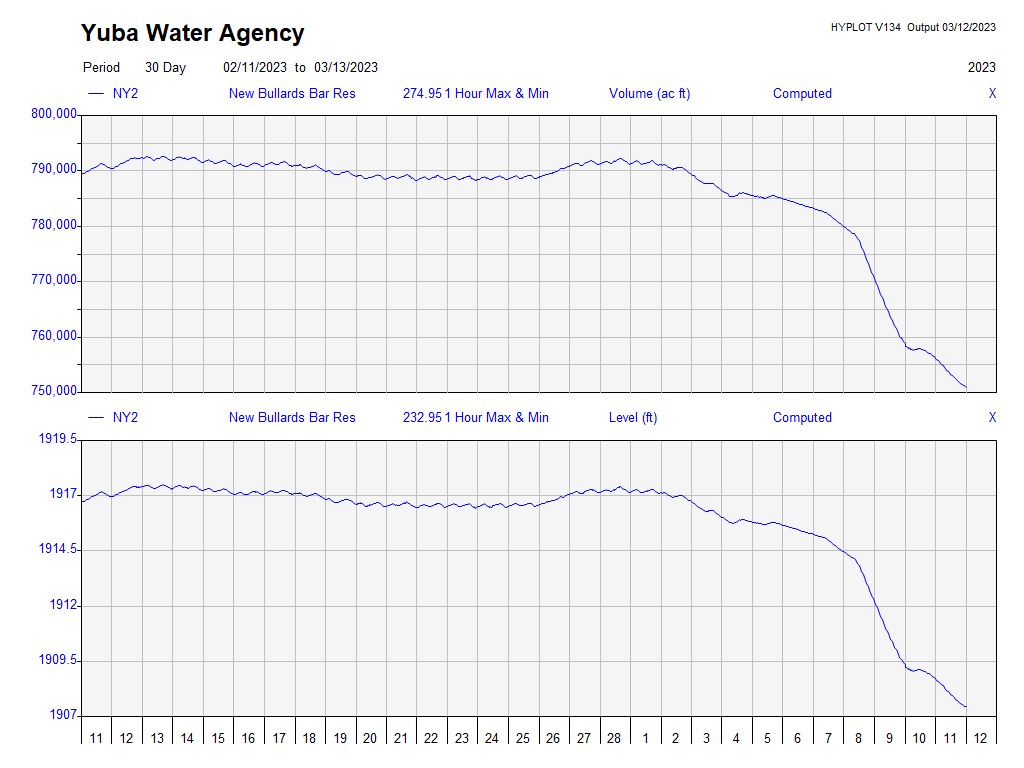 Yuba Water Agency
HYPLOT V134 Output 03/12/2023
Period 30 Day 02/11/2023 to 03/13/2023 2023
NY2 New Bullards Bar Res 274.95 1 Hour Max & Min Volume (ac ft) Computed X
800,000
790,000
780,000
770,000
760,000
750,000
NY2 New Bullards Bar Res 232.95 1 Hour Max & Min Level (ft) Computed X
1919.5
1917
1914.5
1912
1909.5
1907
11 12 13 14 15 16 17 18 19 20 21 22 23 24 25 26 27 28 1 2 3 4 5 6 7 8 9 10 11 12